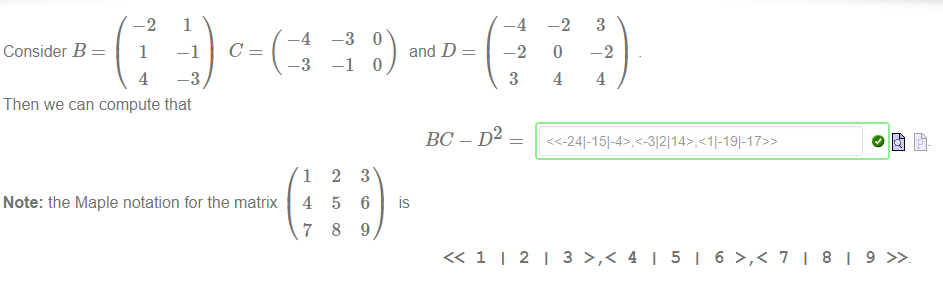 Consider B = ( −2 1 ; 1 −1 ; 4 −3 ) C = ( −4 −3 0 ; −3 −1 0 ) and D = ( −4 −2 3 ; −2 0 −2 ; 3 4 4 ) .
Then we can compute that
BC − D² = <<-24|-15|-4>,<-3|2|14>,<1|-19|-17>> .
Note: the Maple notation for the matrix ( 1 2 3 ; 4 5 6 ; 7 8 9 ) is
<< 1 | 2 | 3 >,< 4 | 5 | 6 >,< 7 | 8 | 9 >>.